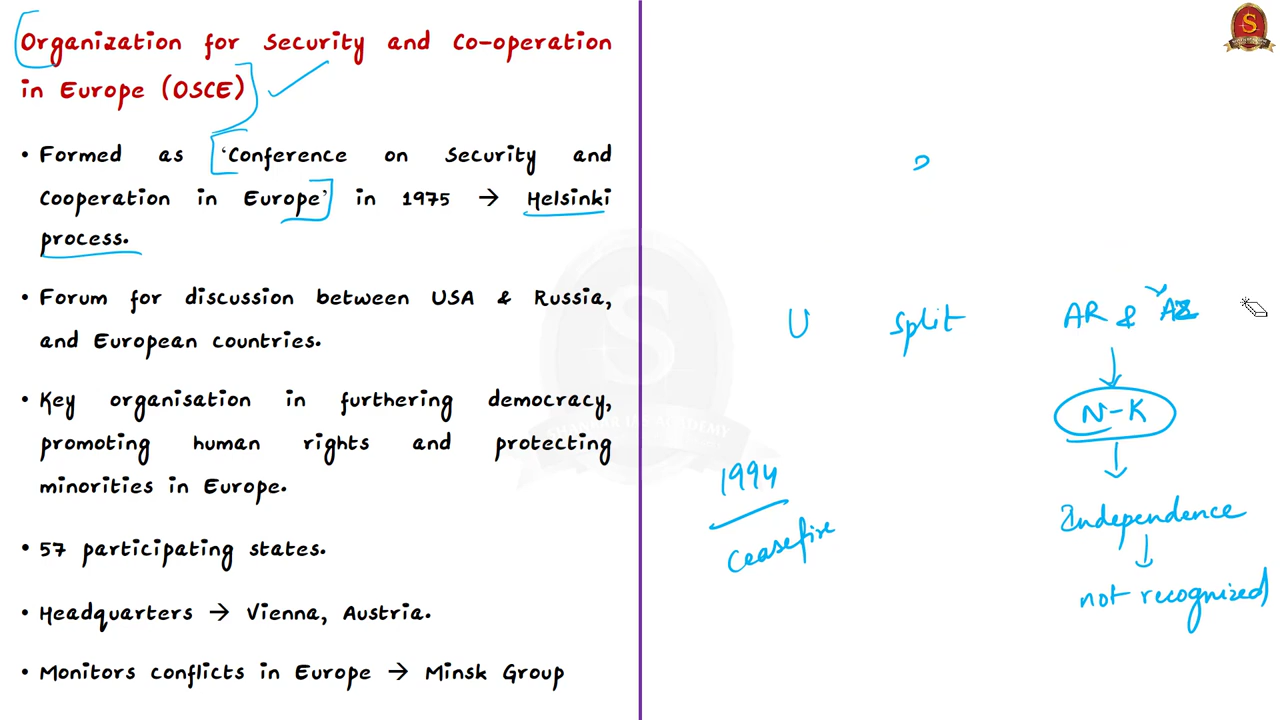 Organization for Security and Co-operation
in Europe (OSCE)
• Formed as 'Conference on Security and
Cooperation in Europe' in 1975 → Helsinki
process.
• Forum for discussion between USA & Russia,
and European countries.
• Key organisation in furthering democracy,
promoting human rights and protecting
minorities in Europe.
• 57 participating states.
• Headquarters → Vienna, Austria.
• Monitors conflicts in Europe → Minsk Group
U split AR & AZ
N-K
1994
ceasefire
Independence
not recognized
S
SHANKAR IAS ACADEMY